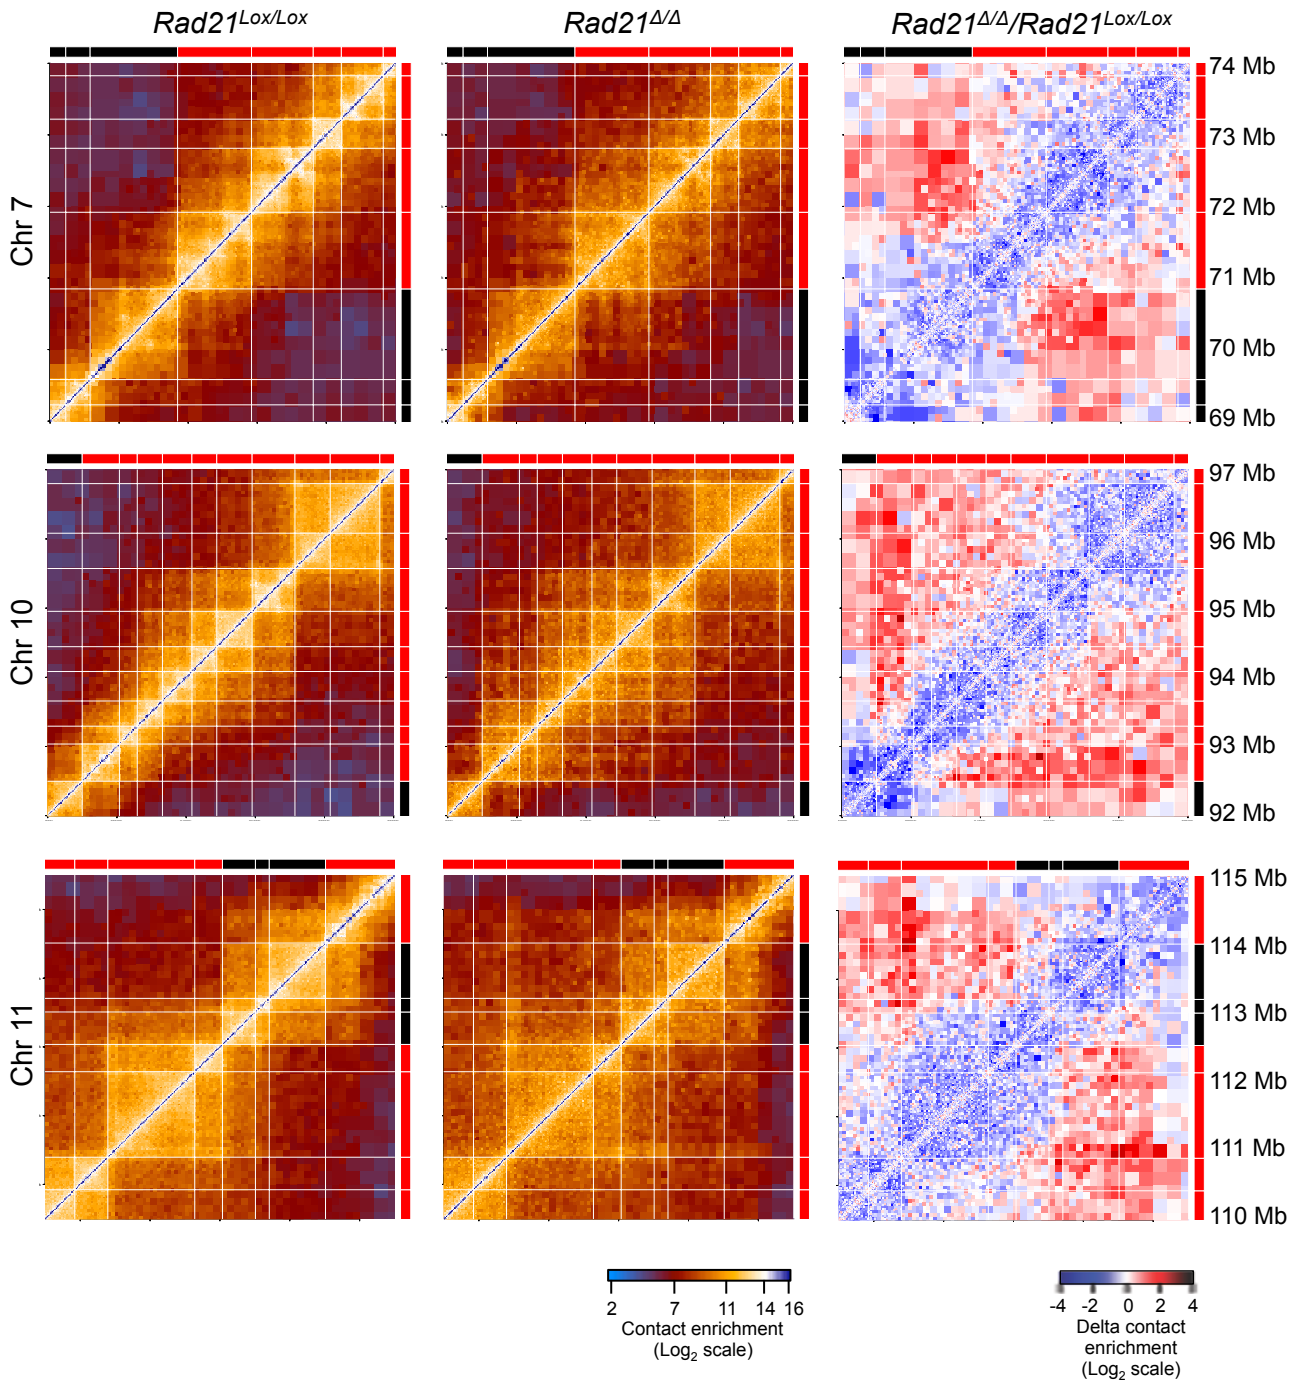 Rad21Lox/Lox
Rad21Δ/Δ
Rad21Δ/Δ/Rad21Lox/Lox
Chr 7
74 Mb
73 Mb
72 Mb
71 Mb
70 Mb
69 Mb
Chr 10
97 Mb
96 Mb
95 Mb
94 Mb
93 Mb
92 Mb
Chr 11
115 Mb
114 Mb
113 Mb
112 Mb
111 Mb
110 Mb
2 7 11 14 16
Contact enrichment
(Log2 scale)
-4 -2 0 2 4
Delta contact
enrichment
(Log2 scale)